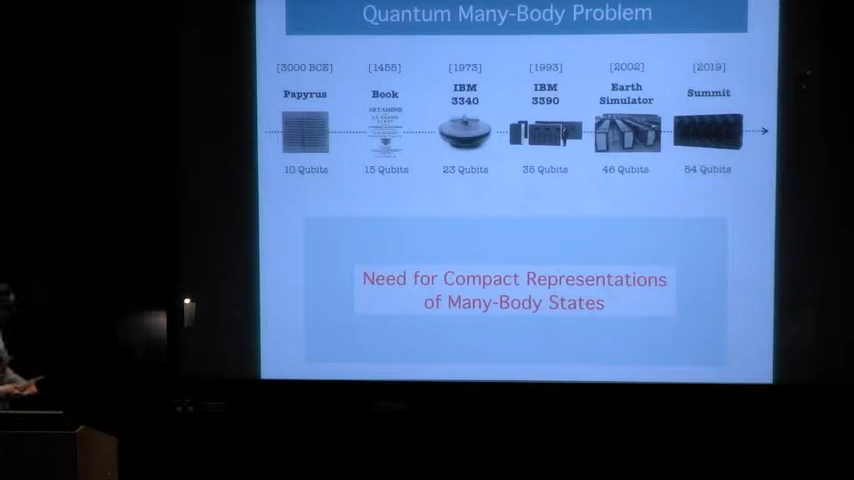 Quantum Many-Body Problem
[3000 BCE] [1455] [1973] [1993] [2002] [2019]
Papyrus Book IBM 3340 IBM 3390 Earth Simulator Summit
ARTAMENE
10 Qubits 15 Qubits 23 Qubits 35 Qubits 46 Qubits 54 Qubits
Need for Compact Representations
of Many-Body States